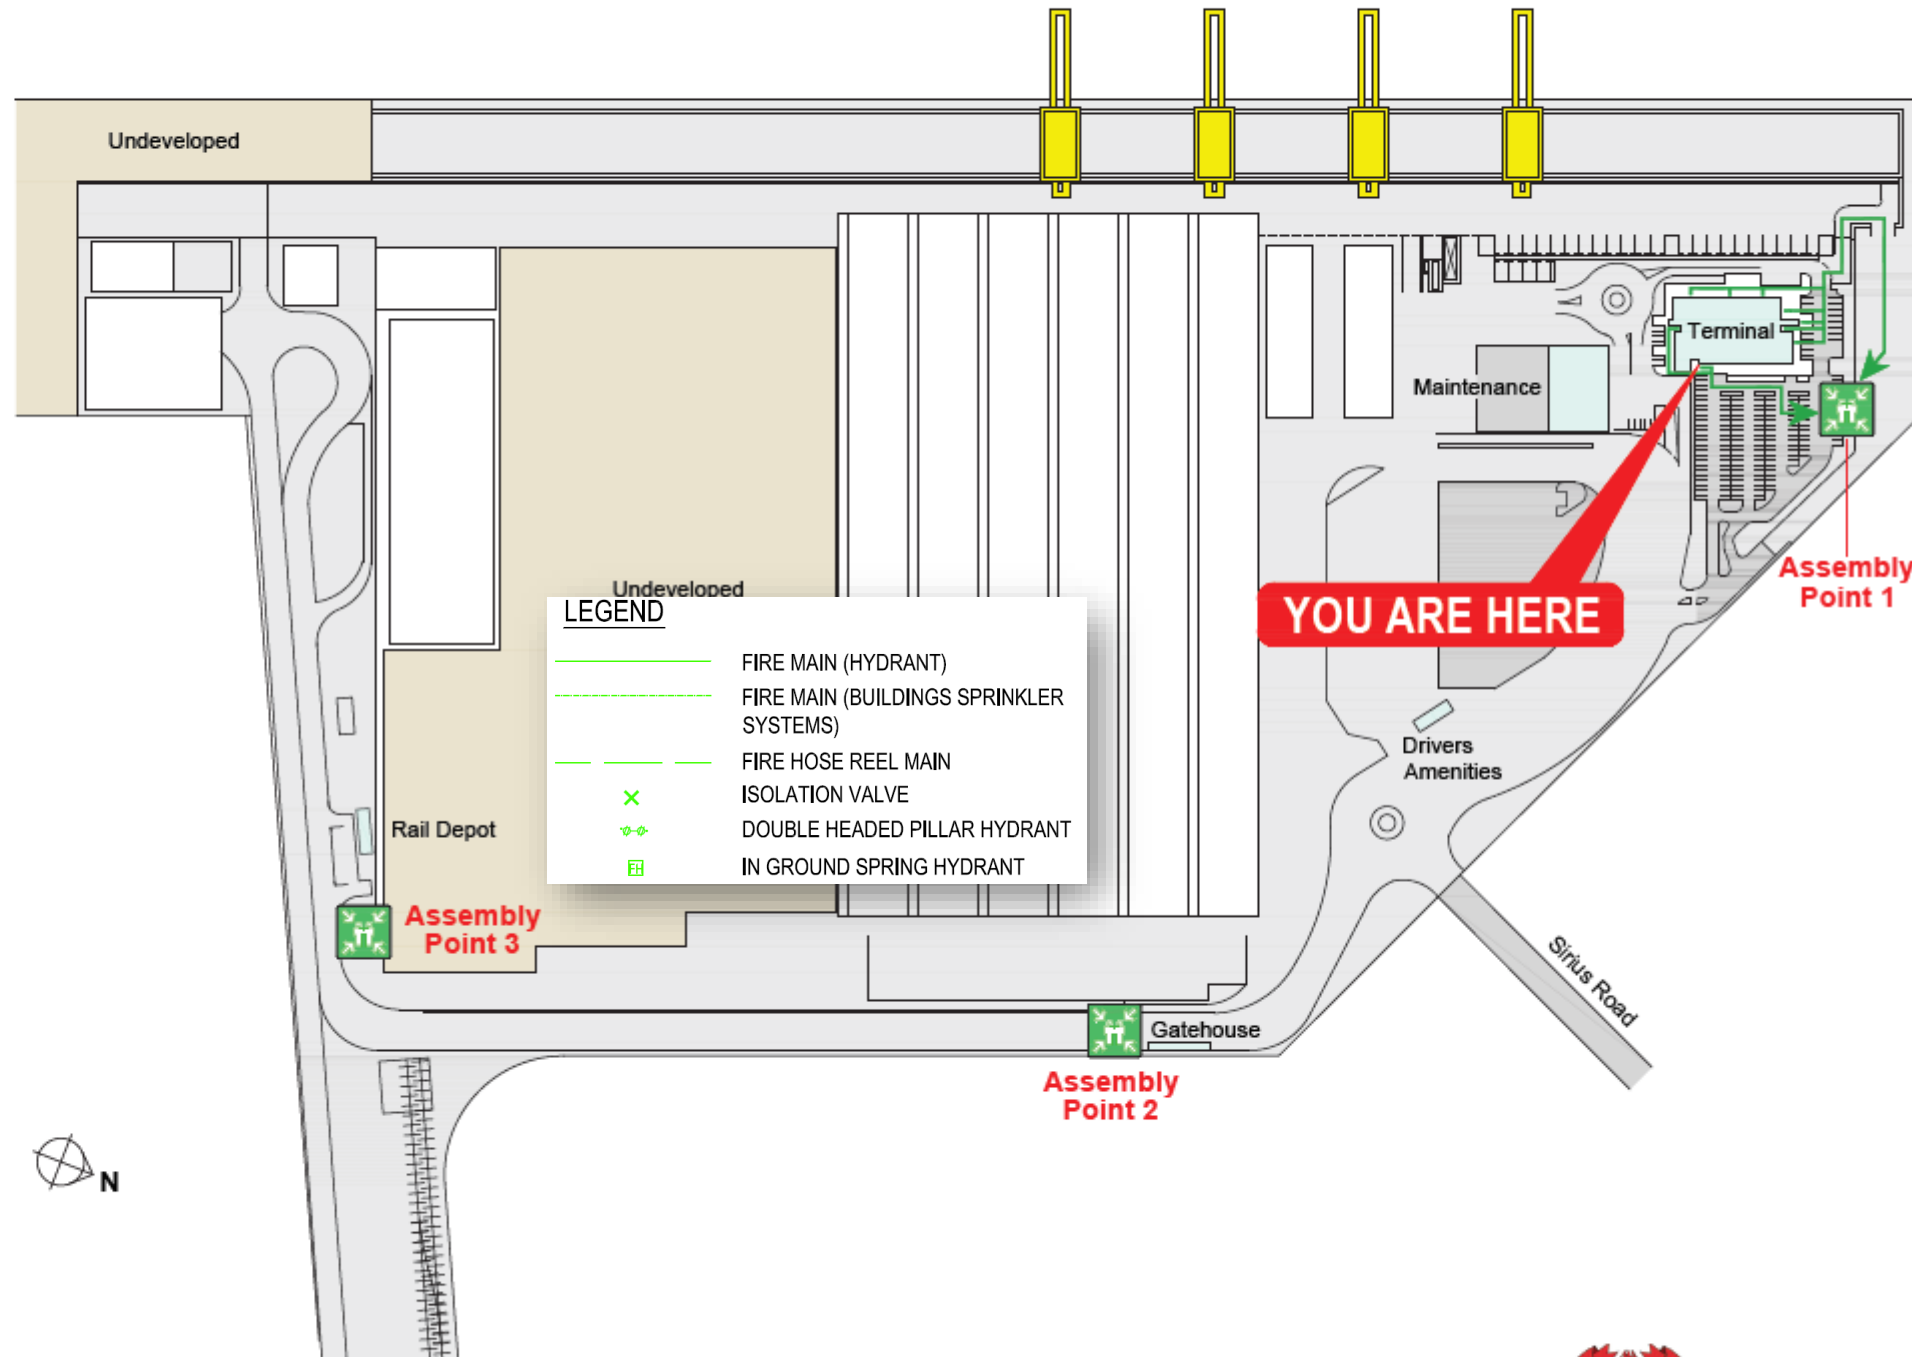 Undeveloped
Terminal
Maintenance
Assembly
Point 1
YOU ARE HERE
Undeveloped
LEGEND
FIRE MAIN (HYDRANT)
FIRE MAIN (BUILDINGS SPRINKLER
SYSTEMS)
FIRE HOSE REEL MAIN
ISOLATION VALVE
DOUBLE HEADED PILLAR HYDRANT
FH
IN GROUND SPRING HYDRANT
Drivers
Amenities
Rail Depot
Assembly
Point 3
Sirius Road
Gatehouse
Assembly
Point 2
N